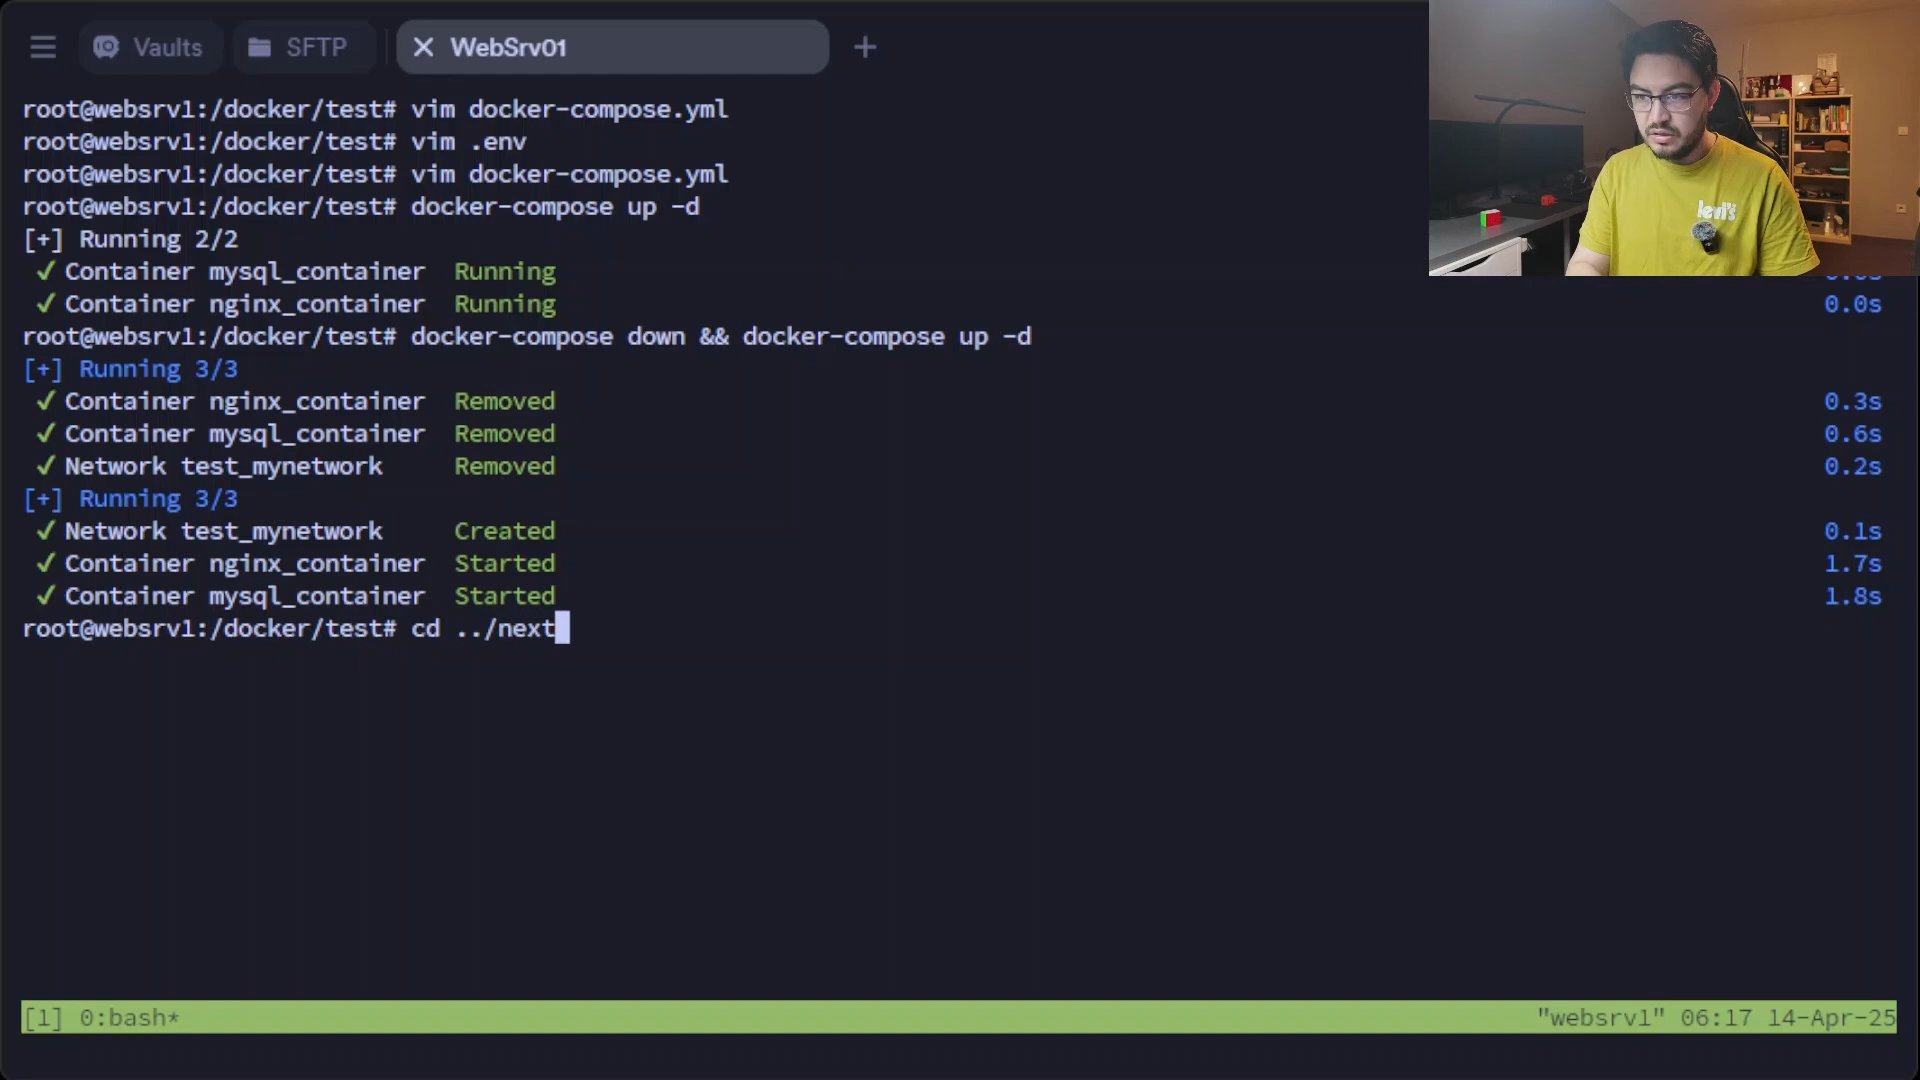 Vaults SFTP WebSrv01
root@websrv1:/docker/test# vim docker-compose.yml
root@websrv1:/docker/test# vim .env
root@websrv1:/docker/test# vim docker-compose.yml
root@websrv1:/docker/test# docker-compose up -d
[+] Running 2/2
✓ Container mysql_container Running
✓ Container nginx_container Running 0.0s
root@websrv1:/docker/test# docker-compose down && docker-compose up -d
[+] Running 3/3
✓ Container nginx_container Removed 0.3s
✓ Container mysql_container Removed 0.6s
✓ Network test_mynetwork Removed 0.2s
[+] Running 3/3
✓ Network test_mynetwork Created 0.1s
✓ Container nginx_container Started 1.7s
✓ Container mysql_container Started 1.8s
root@websrv1:/docker/test# cd ../next
[1] 0:bash* "websrv1" 06:17 14-Apr-25
levi's